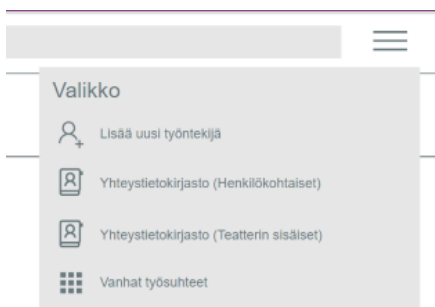 Valikko
Lisää uusi työntekijä
Yhteystietokirjasto (Henkilökohtaiset)
Yhteystietokirjasto (Teatterin sisäiset)
Vanhat työsuhteet